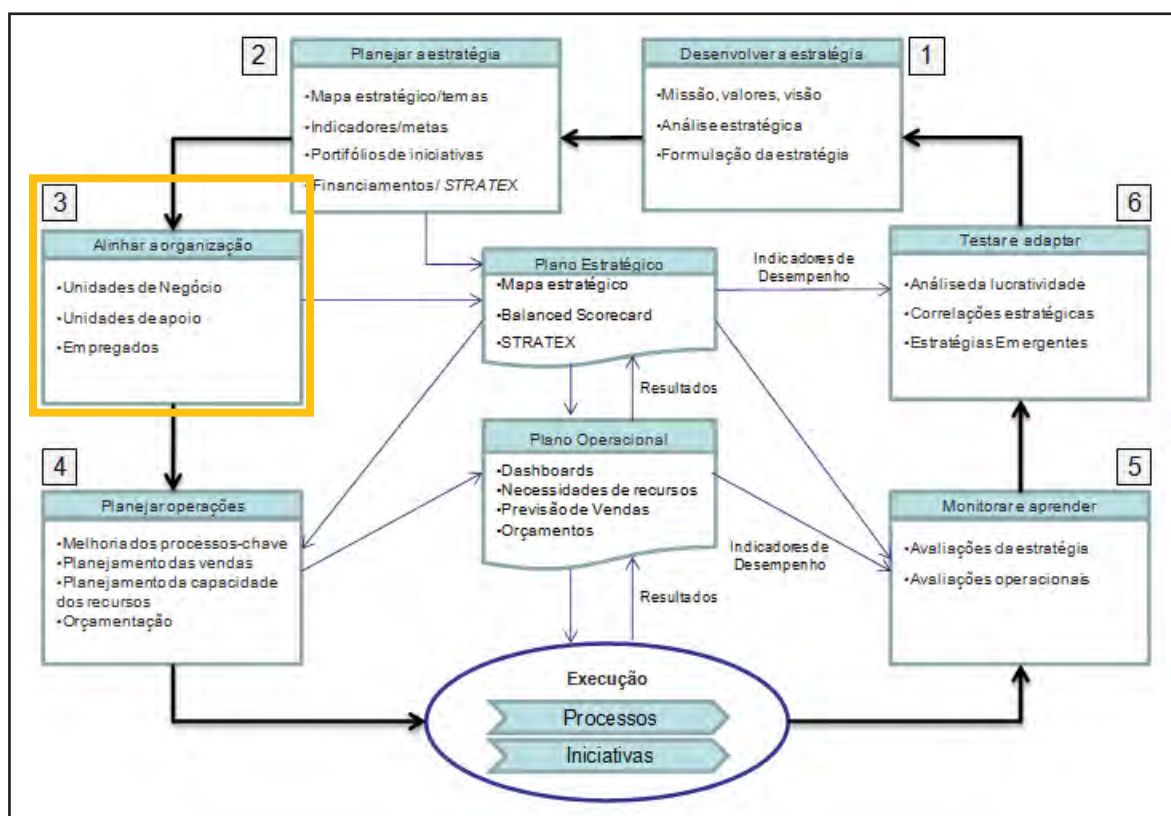 2
Planejar a estratégia
•Mapa estratégico/temas
•Indicadores/metas
•Portifólios de iniciativas
•Financiamentos/ STRATEX
Desenvolver a estratégia
1
•Missão, valores, visão
•Análise estratégica
•Formulação da estratégia
3
Alinhar a organização
•Unidades de Negócio
•Unidades de apoio
•Empregados
Plano Estratégico
•Mapa estratégico
•Balanced Scorecard
•STRATEX
Indicadores de
Desempenho
6
Testar e adaptar
•Análise da lucratividade
•Correlações estratégicas
•Estratégias Emergentes
Resultados
4
Planejar operações
•Melhoria dos processos-chave
•Planejamento das vendas
•Planejamento da capacidade
dos recursos
•Orçamentação
Plano Operacional
•Dashboards
•Necessidades de recursos
•Previsão de Vendas
•Orçamentos
Indicadores de
Desempenho
5
Monitorar e aprender
•Avaliações da estratégia
•Avaliações operacionais
Resultados
Execução
Processos
Iniciativas